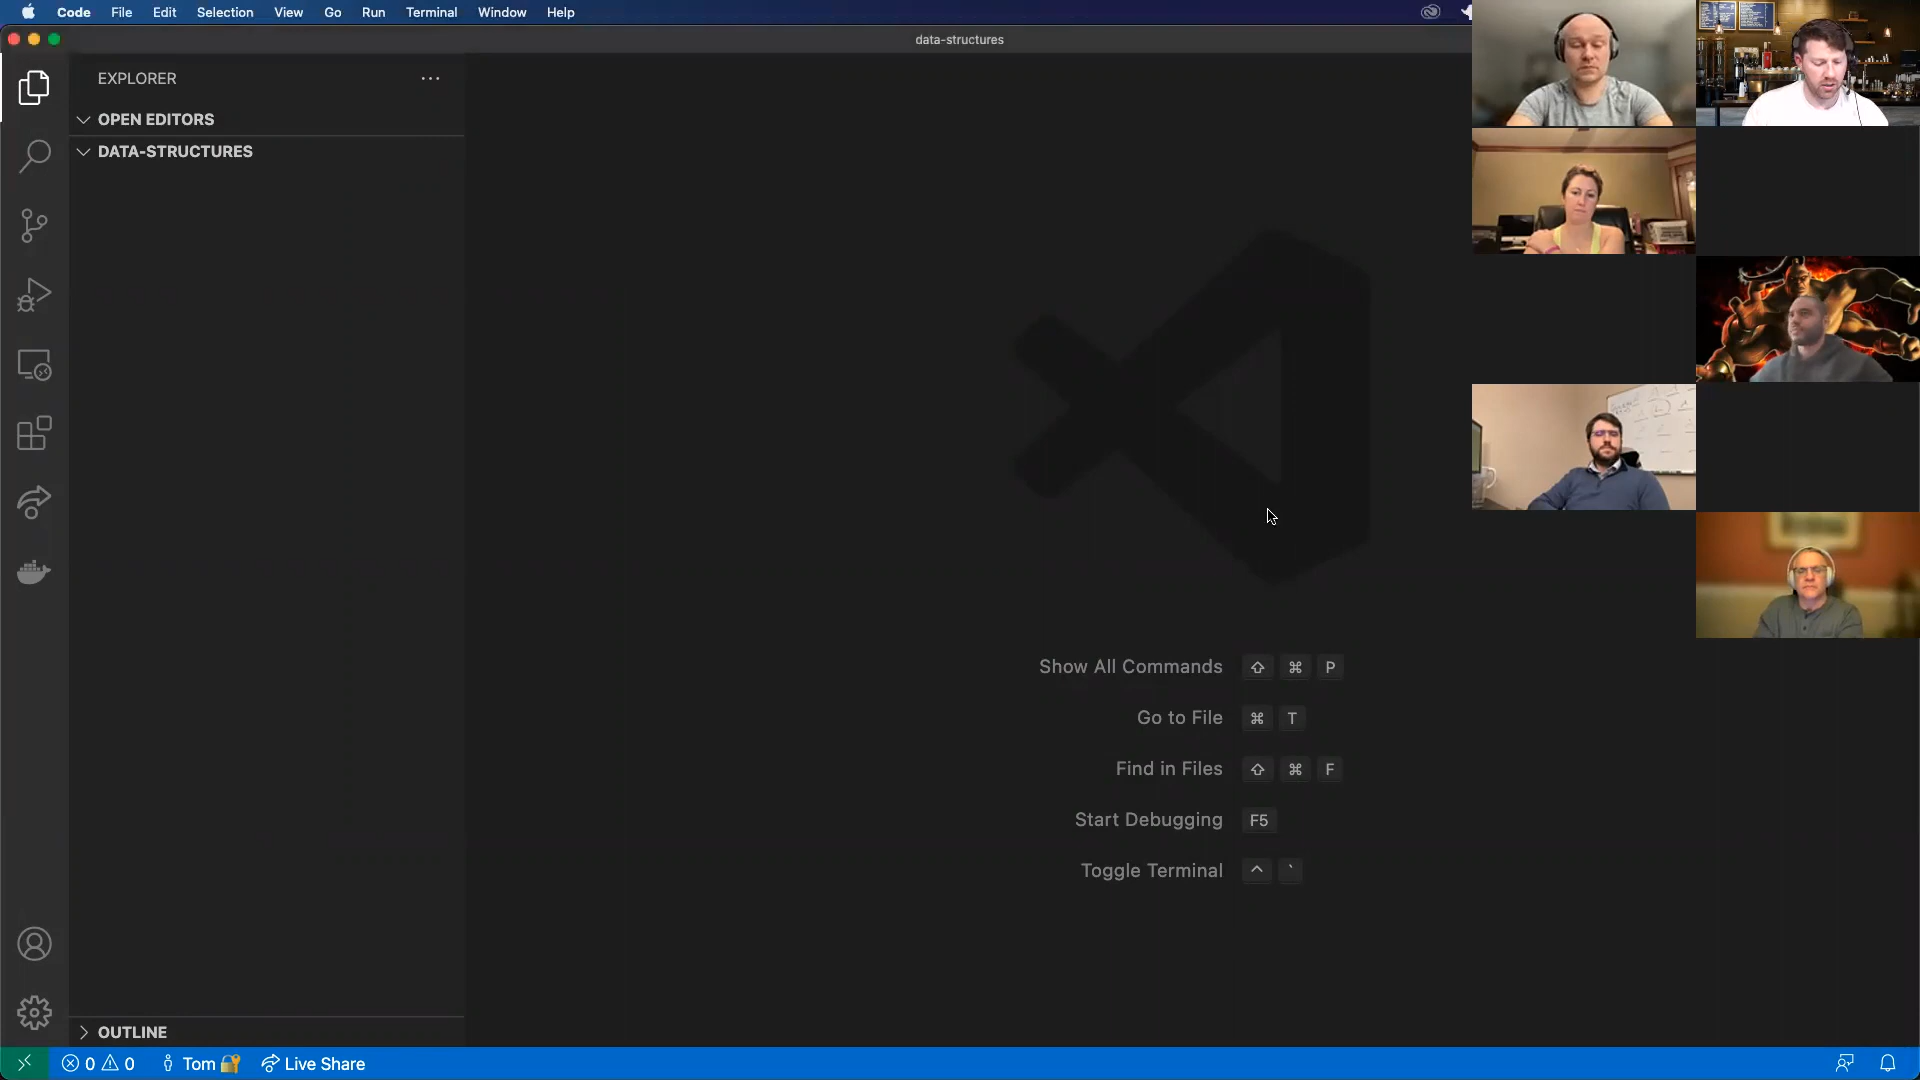 Code File Edit Selection View Go Run Terminal Window Help
data-structures
EXPLORER
OPEN EDITORS
DATA-STRUCTURES
Show All Commands ⇧ ⌘ P
Go to File ⌘ T
Find in Files ⇧ ⌘ F
Start Debugging F5
Toggle Terminal ^ `
OUTLINE
0 0 Tom 🔐 Live Share